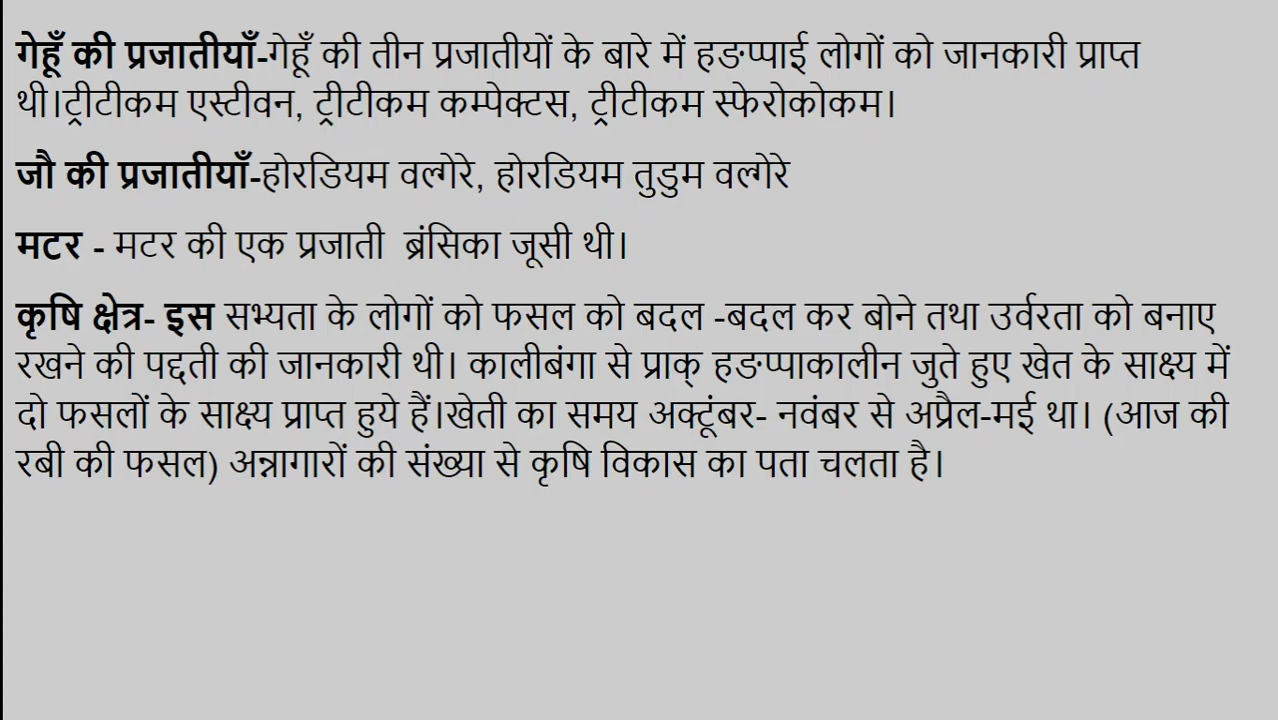 गेहूँ की प्रजातीयाँ-गेहूँ की तीन प्रजातीयों के बारे में हङप्पाई लोगों को जानकारी प्राप्त
थी।ट्रीटीकम एस्टीवन, ट्रीटीकम कम्पेक्टस, ट्रीटीकम स्फेरोकोकम।
जौ की प्रजातीयाँ-होरडियम वल्गेरे, होरडियम तुडुम वल्गेरे
मटर - मटर की एक प्रजाती ब्रंसिका जूसी थी।
कृषि क्षेत्र- इस सभ्यता के लोगों को फसल को बदल -बदल कर बोने तथा उर्वरता को बनाए
रखने की पद्दती की जानकारी थी। कालीबंगा से प्राक् हङप्पाकालीन जुते हुए खेत के साक्ष्य में
दो फसलों के साक्ष्य प्राप्त हुये हैं।खेती का समय अक्टूंबर- नवंबर से अप्रैल-मई था। (आज की
रबी की फसल) अन्नागारों की संख्या से कृषि विकास का पता चलता है।